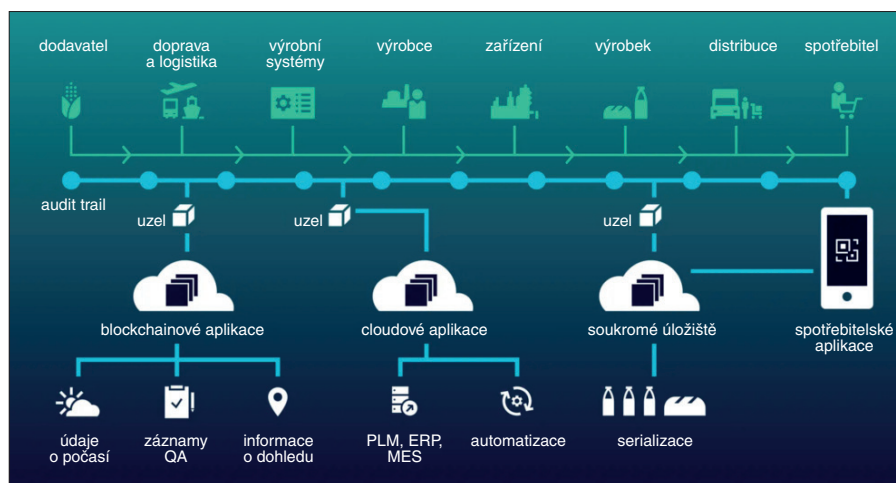 dodavatel
doprava
a logistika
výrobní
systémy
výrobce
zařízení
výrobek
distribuce
spotřebitel
audit trail
uzel
uzel
uzel
blockchainové aplikace
cloudové aplikace
soukromé úložiště
spotřebitelské
aplikace
údaje
o počasí
záznamy
QA
informace
o dohledu
PLM, ERP,
MES
automatizace
serializace